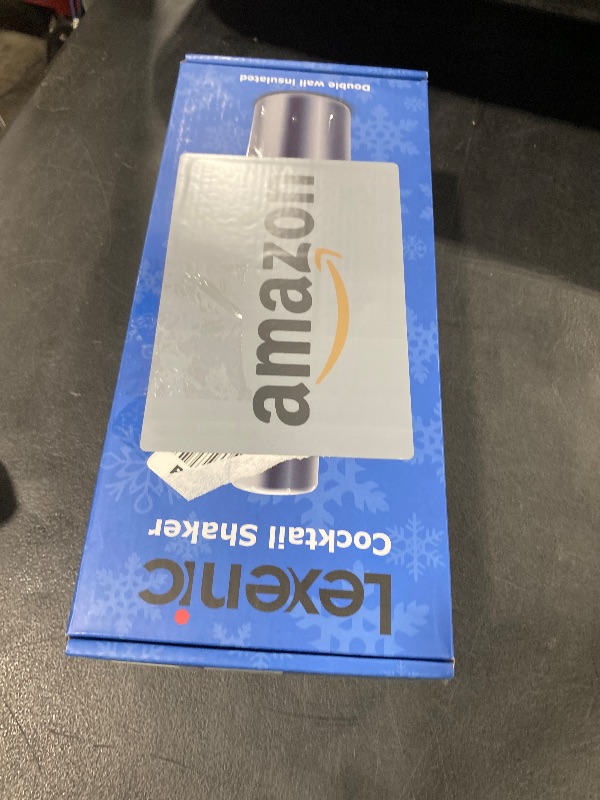 Lexenic
Cocktail Shaker
amazon
Double wall insulated